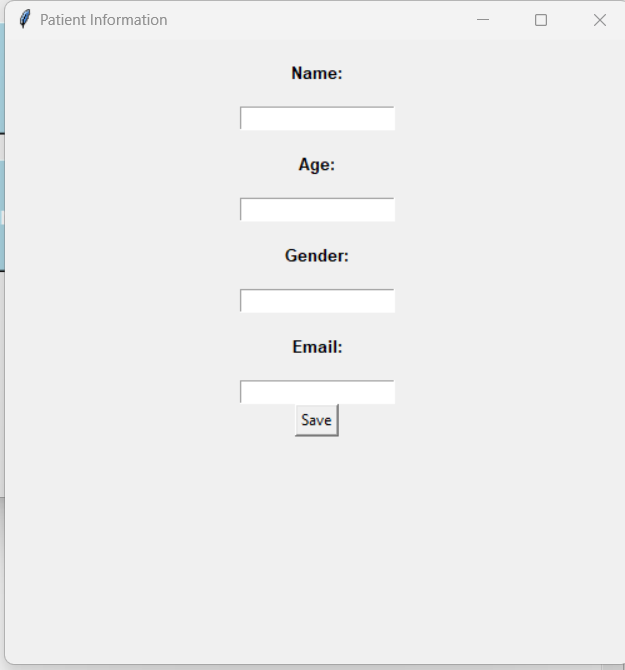 Patient Information
Name:
Age:
Gender:
Email:
Save